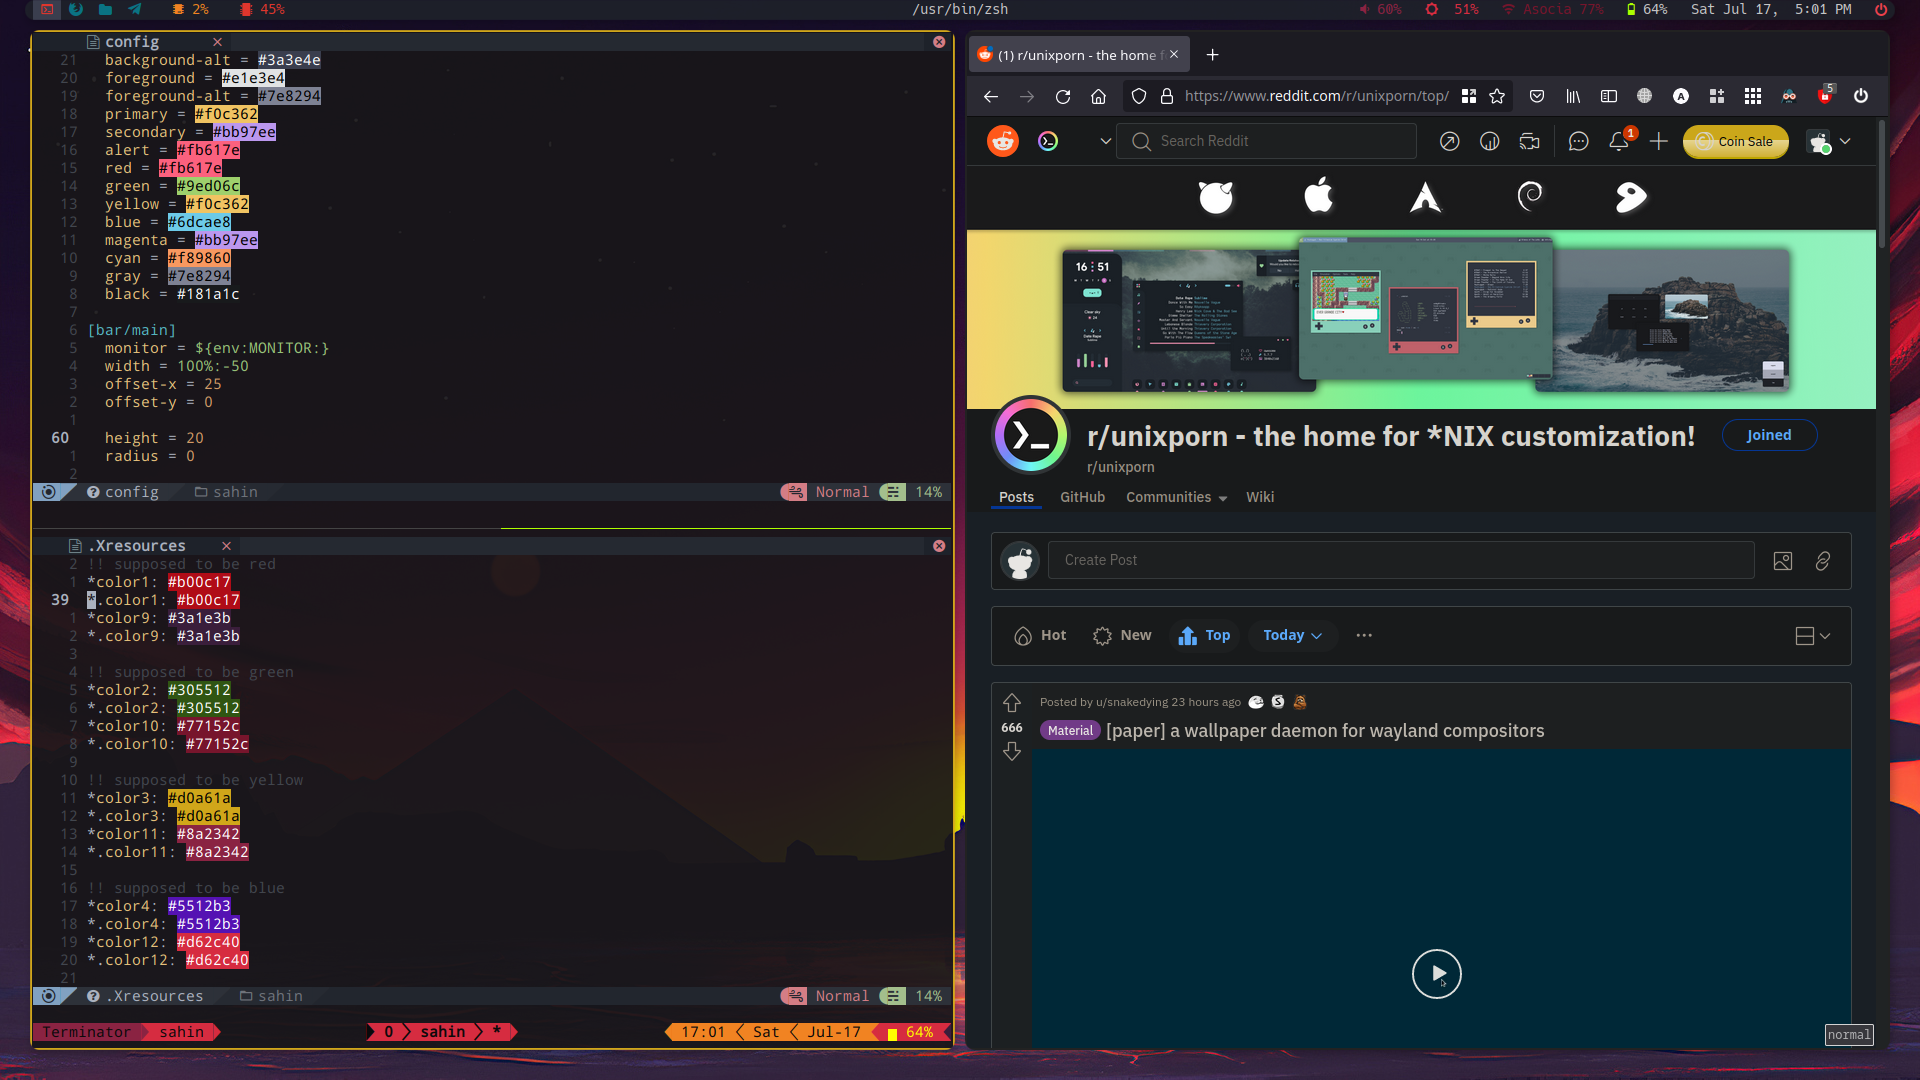 2% 45% /usr/bin/zsh 60% 51% Asocia 77% 64% Sat Jul 17, 5:01 PM
config
21 background-alt = #3a3e4e
20 foreground = #e1e3e4
19 foreground-alt = #7e8294
18 primary = #f0c362
17 secondary = #bb97ee
16 alert = #fb617e
15 red = #fb617e
14 green = #9ed06c
13 yellow = #f0c362
12 blue = #6dcae8
11 magenta = #bb97ee
10 cyan = #f89860
9 gray = #7e8294
8 black = #181a1c
7
6 [bar/main]
5 monitor = ${env:MONITOR:}
4 width = 100%:-50
3 offset-x = 25
2 offset-y = 0
1
60 height = 20
1 radius = 0
2
config sahin Normal 14%
.Xresources
2 !! supposed to be red
1 *color1: #b00c17
39 *.color1: #b00c17
1 *color9: #3a1e3b
2 *.color9: #3a1e3b
3
4 !! supposed to be green
5 *color2: #305512
6 *.color2: #305512
7 *color10: #77152c
8 *.color10: #77152c
9
10 !! supposed to be yellow
11 *color3: #d0a61a
12 *.color3: #d0a61a
13 *color11: #8a2342
14 *.color11: #8a2342
15
16 !! supposed to be blue
17 *color4: #5512b3
18 *.color4: #5512b3
19 *color12: #d62c40
20 *.color12: #d62c40
21
.Xresources sahin Normal 14%
Terminator sahin 0 sahin * 17:01 Sat Jul-17 64%
(1) r/unixporn - the home f
https://www.reddit.com/r/unixporn/top/ 5
Search Reddit 1 Coin Sale
16 51
r/unixporn - the home for *NIX customization! Joined
r/unixporn
Posts GitHub Communities Wiki
Create Post
Hot New Top Today
Posted by u/snakedying 23 hours ago
666 Material [paper] a wallpaper daemon for wayland compositors
normal